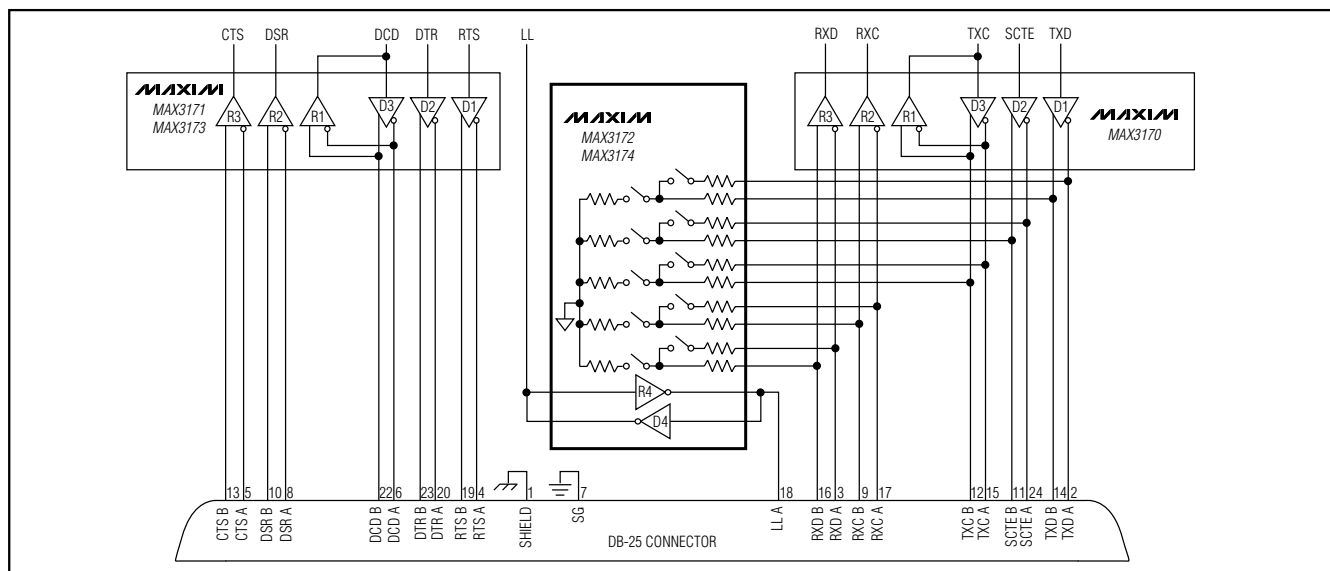 CTS DSR DCD DTR RTS LL RXD RXC TXC SCTE TXD
MAXIM
MAX3171
MAX3173
R3 R2 R1 D3 D2 D1
MAXIM
MAX3172
MAX3174
R4
D4
R3 R2 R1 D3 D2 D1
MAXIM
MAX3170
13 5 10 8 22 6 23 20 19 4 1 7 18 16 3 9 17 12 15 11 24 14 2
CTS B
CTS A
DSR B
DSR A
DCD B
DCD A
DTR B
DTR A
RTS B
RTS A
SHIELD
SG
LL A
RXD B
RXD A
RXC B
RXC A
TXC B
TXC A
SCTE B
SCTE A
TXD B
TXD A
DB-25 CONNECTOR